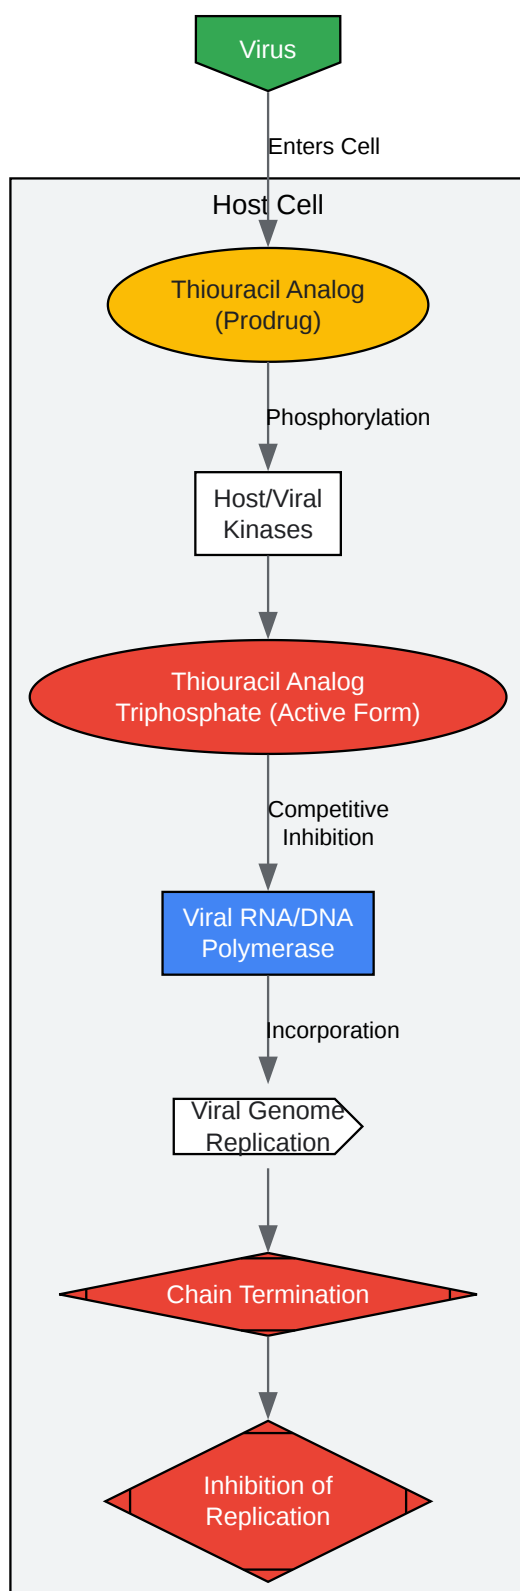 Virus
Enters Cell
Host Cell
Thiouracil Analog
(Prodrug)
Phosphorylation
Host/Viral
Kinases
Thiouracil Analog
Triphosphate (Active Form)
Competitive
Inhibition
Viral RNA/DNA
Polymerase
Incorporation
Viral Genome
Replication
Chain Termination
Inhibition of
Replication